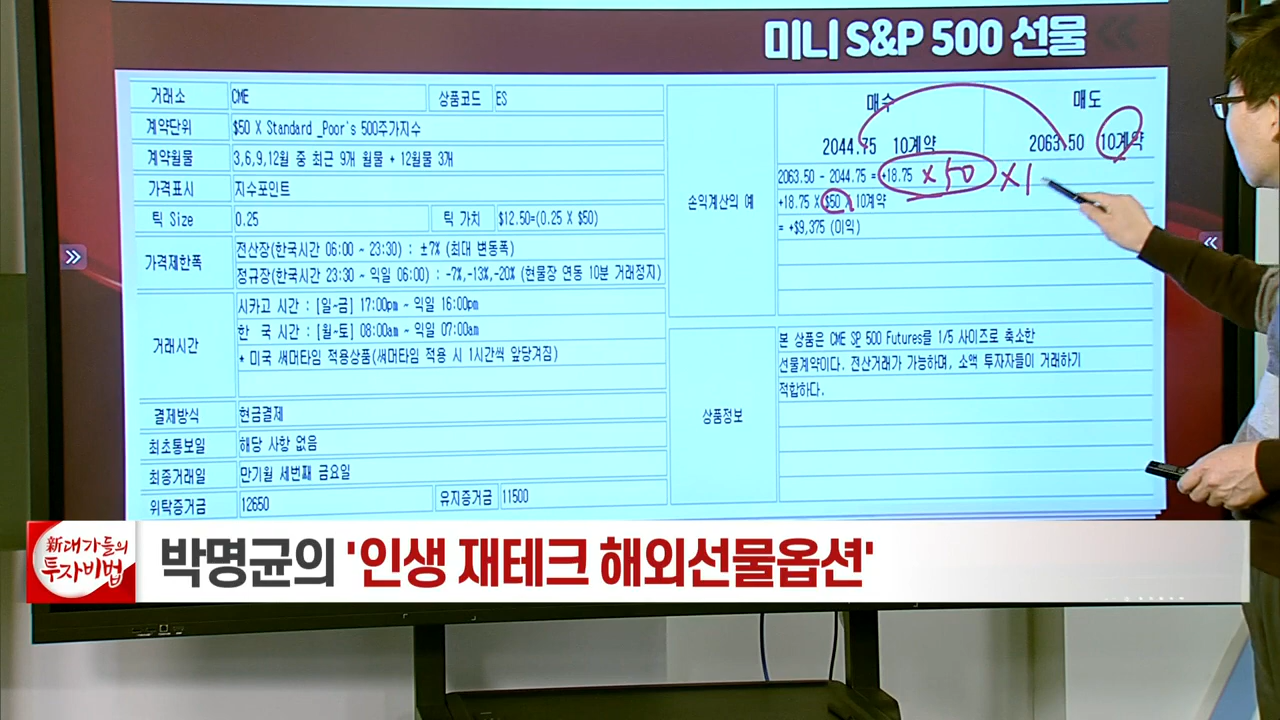 미니 S&P 500 선물
거래소 CME 상품코드 ES
계약단위 $50 X Standard _Poor's 500주가지수
계약월물 3,6,9,12월 중 최근 9개 월물 + 12월물 3개
가격표시 지수포인트
틱 Size 0.25 틱 가치 $12.50=(0.25 X $50)
가격제한폭
전산장(한국시간 06:00 ~ 23:30) : ±7% (최대 변동폭)
정규장(한국시간 23:30 ~ 익일 06:00) : -7%,-13%,-20% (현물장 연동 10분 거래정지)
거래시간
시카고 시간 : [일~금] 17:00pm ~ 익일 16:00pm
한 국 시간 : [월~토] 08:00am ~ 익일 07:00am
+ 미국 써머타임 적용상품(써머타임 적용 시 1시간씩 앞당겨짐)
결제방식 현금결제
최초통보일 해당 사항 없음
최종거래일 만기월 세번째 금요일
위탁증거금 12650 유지증거금 11500
손익계산의 예
매수 매도
2044.75 10계약 2063.50 10계약
2063.50 - 2044.75 = +18.75 × 50 × 1
+18.75 X $50 X 10계약
= +$9,375 (이익)
상품정보
본 상품은 CME SP 500 Futures를 1/5 사이즈로 축소한
선물계약이다. 전산거래가 가능하며, 소액 투자자들이 거래하기
적합하다.
新대가들의
투자비법
박명균의 '인생 재테크 해외선물옵션'